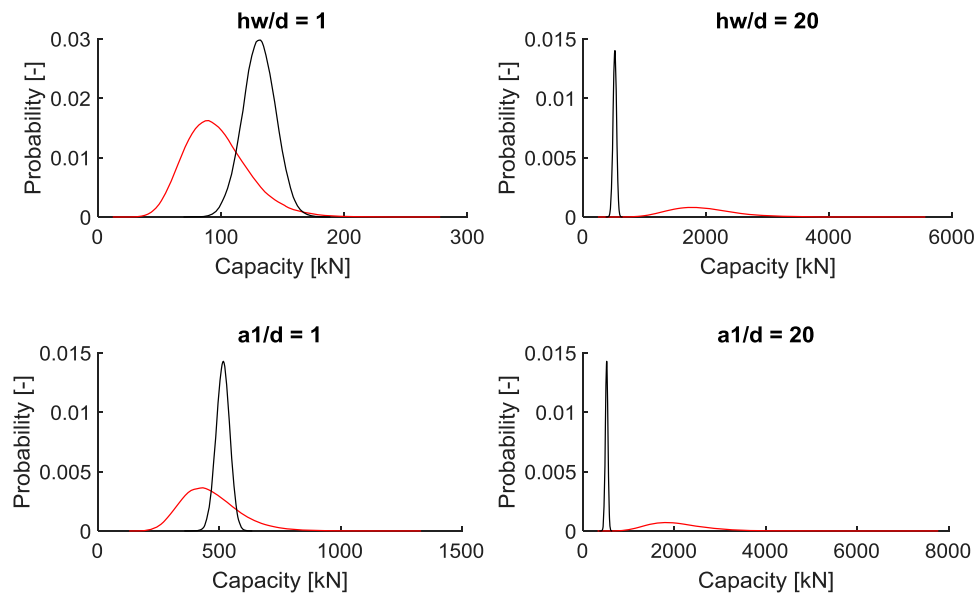 hw/d = 1
0.03
0.02
0.01
0
Probability [-]
0
100
200
300
Capacity [kN]
hw/d = 20
0.015
0.01
0.005
0
Probability [-]
0
2000
4000
6000
Capacity [kN]
a1/d = 1
0.015
0.01
0.005
0
Probability [-]
0
500
1000
1500
Capacity [kN]
a1/d = 20
0.015
0.01
0.005
0
Probability [-]
0
2000
4000
6000
8000
Capacity [kN]